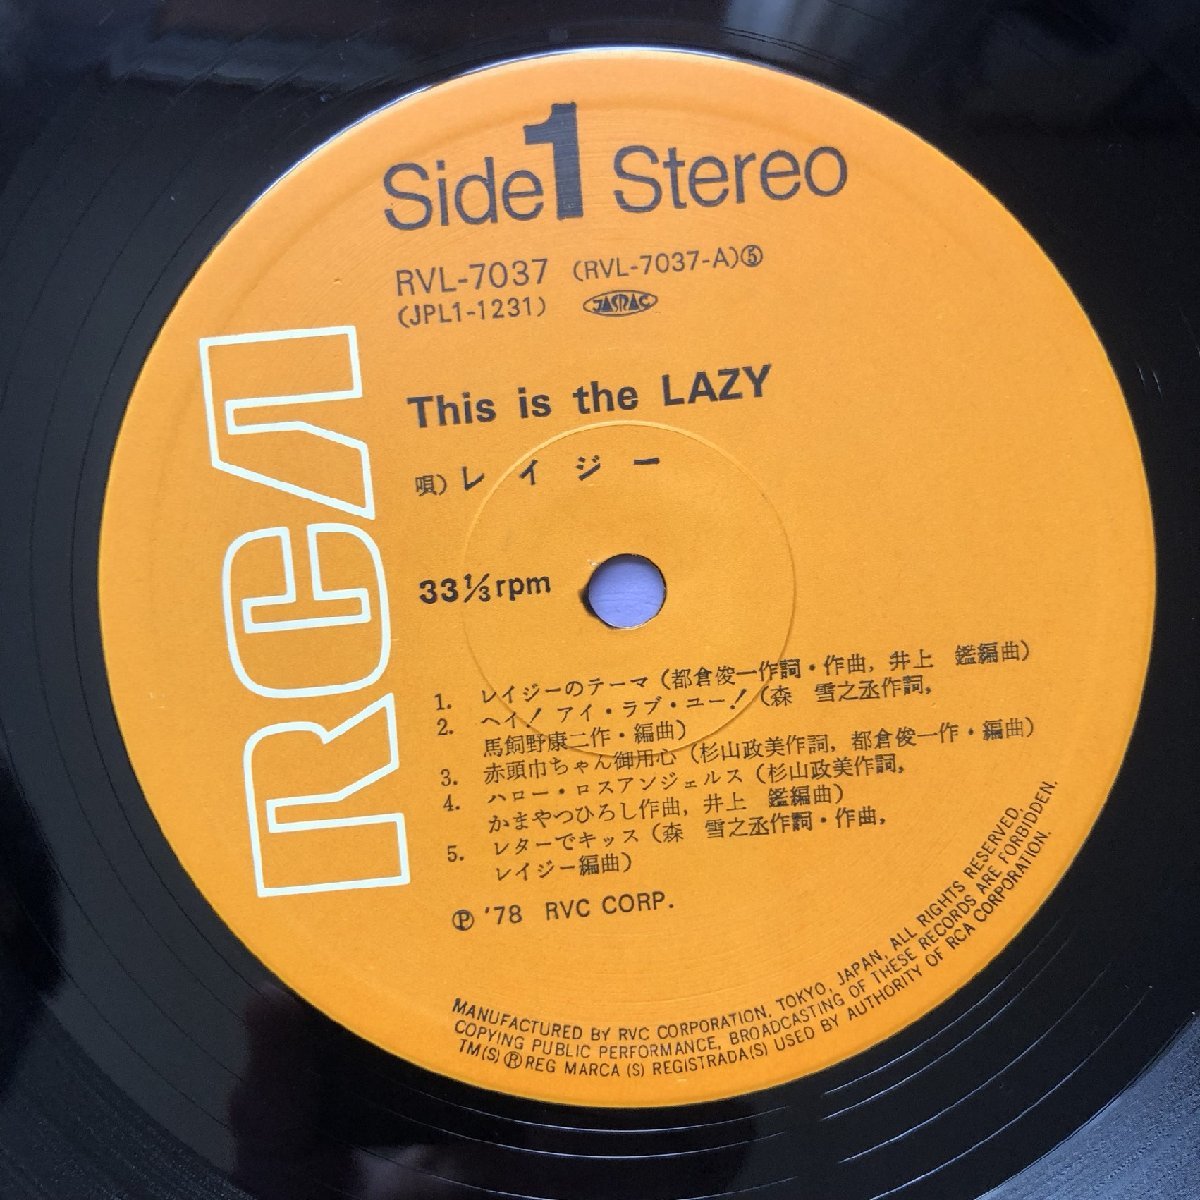 Side 1 Stereo
RVL-7037 (RVL-7037-A)⑤
(JPL1-1231) JASRAC
This is the LAZY
唄) レイジー
33⅓rpm
RCA
1. レイジーのテーマ (都倉俊一作詞・作曲, 井上 鑑編曲)
2. ヘイ! アイ・ラブ・ユー! (森 雪之丞作詞,
馬飼野康二作・編曲)
3. 赤頭巾ちゃん御用心 (杉山政美作詞, 都倉俊一作・編曲)
4. ハロー・ロスアンジェルス (杉山政美作詞,
かまやつひろし作曲, 井上 鑑編曲)
5. レターでキッス (森 雪之丞作詞・作曲,
レイジー編曲)
Ⓟ '78 RVC CORP.
MANUFACTURED BY RVC CORPORATION, TOKYO, JAPAN, ALL RIGHTS RESERVED,
COPYING PUBLIC PERFORMANCE, BROADCASTING OF THESE RECORDS ARE FORBIDDEN.
TM(S) ® REG MARCA (S) REGISTRADA(S) USED BY AUTHORITY OF RCA CORPORATION.